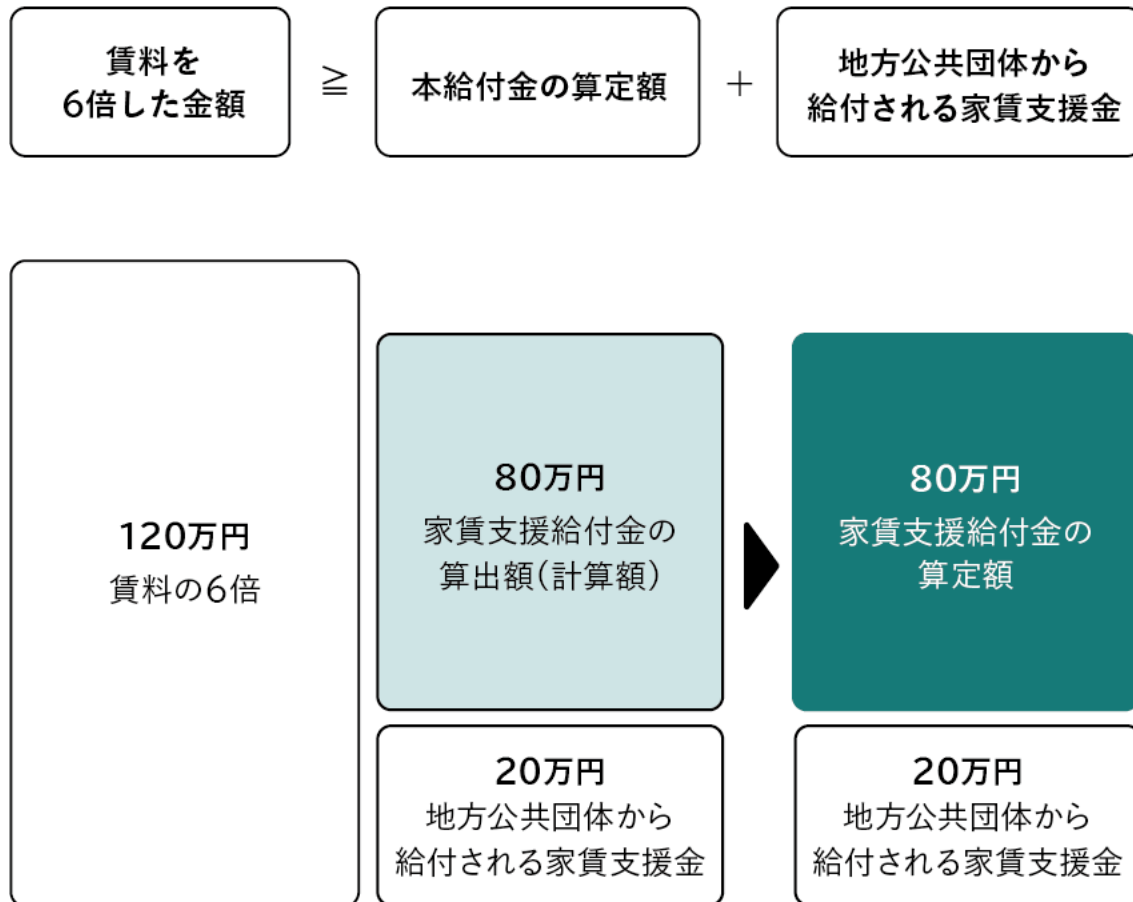 賃料を
6倍した金額
≧
本給付金の算定額
＋
地方公共団体から
給付される家賃支援金
120万円
賃料の6倍
80万円
家賃支援給付金の
算出額(計算額)
20万円
地方公共団体から
給付される家賃支援金
80万円
家賃支援給付金の
算定額
20万円
地方公共団体から
給付される家賃支援金